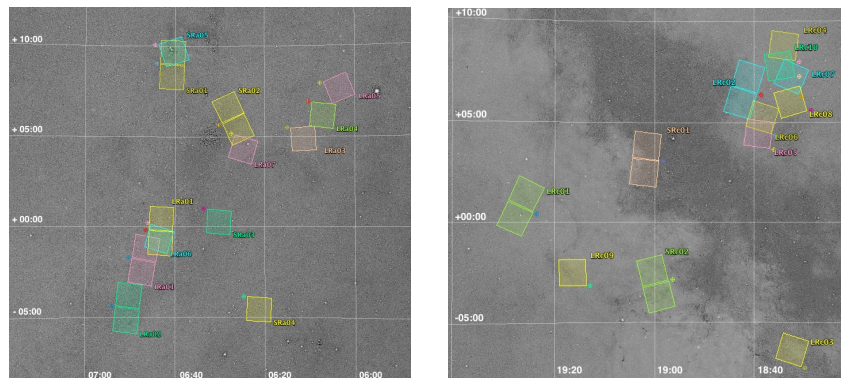 + 10:00
SRa05
SRa01
SRa02
LRa05
LRa04
+ 05:00
LRa03
LRa07
LRa01
+ 00:00
SRa03
LRa06
IRa01
- 05:00
SRa04
LRa02
07:00
06:40
06:20
06:00
+ 10:00
LRc04
LRc10
LRc02
LRc07
+ 05:00
LRc08
SRc01
LRc06
LRc05
LRc01
+ 00:00
LRc09
SRc02
-05:00
LRc03
19:20
19:00
18:40